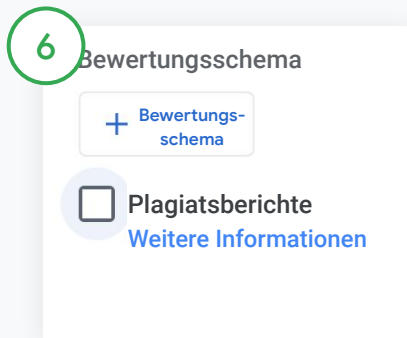 6
Bewertungsschema
+ Bewertungs-
schema
Plagiatsberichte
Weitere Informationen